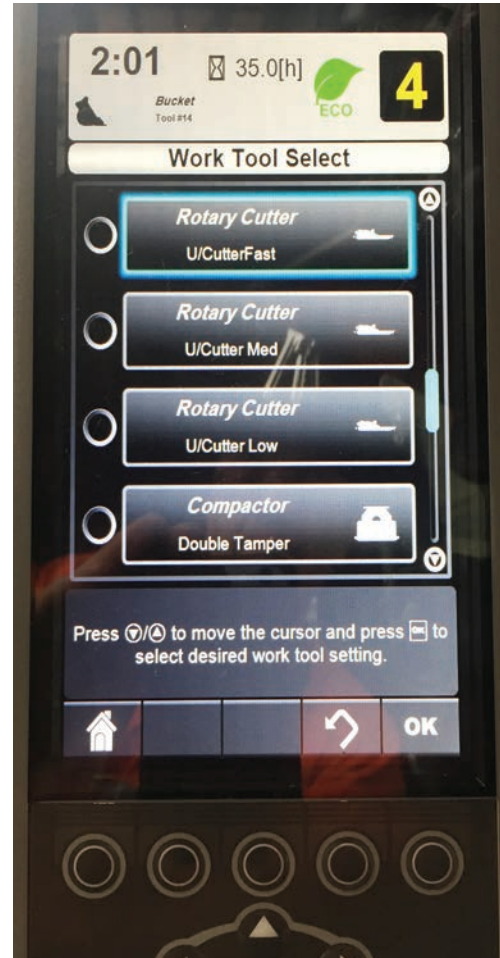 2:01
35.0[h]
Bucket
Tool #14
ECO
4
Work Tool Select
Rotary Cutter
U/CutterFast
Rotary Cutter
U/Cutter Med
Rotary Cutter
U/Cutter Low
Compactor
Double Tamper
Press ▽/△ to move the cursor and press OK to
select desired work tool setting.
OK